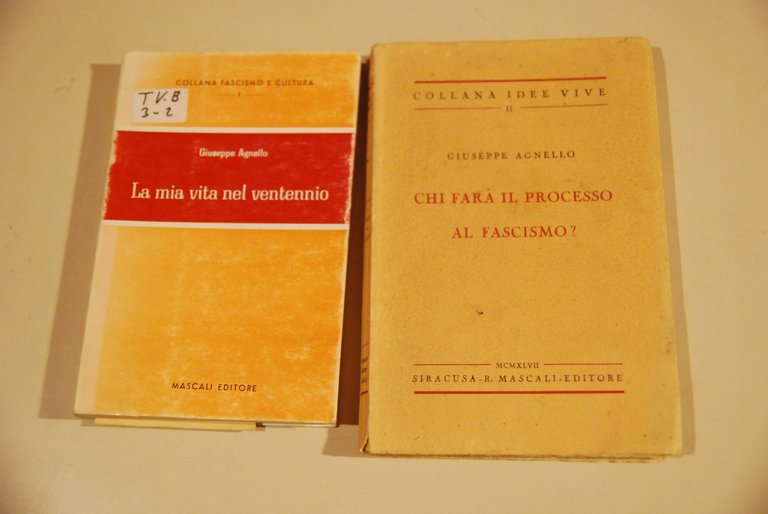 COLLANA FASCISMO E CULTURA
1
T V.B
3-2
Giuseppe Agnello
La mia vita nel ventennio
MASCALI EDITORE
COLLANA IDEE VIVE
II
GIUSEPPE AGNELLO
CHI FARÀ IL PROCESSO
AL FASCISMO?
MCMXLVII
SIRACUSA-R. MASCALI-EDITORE